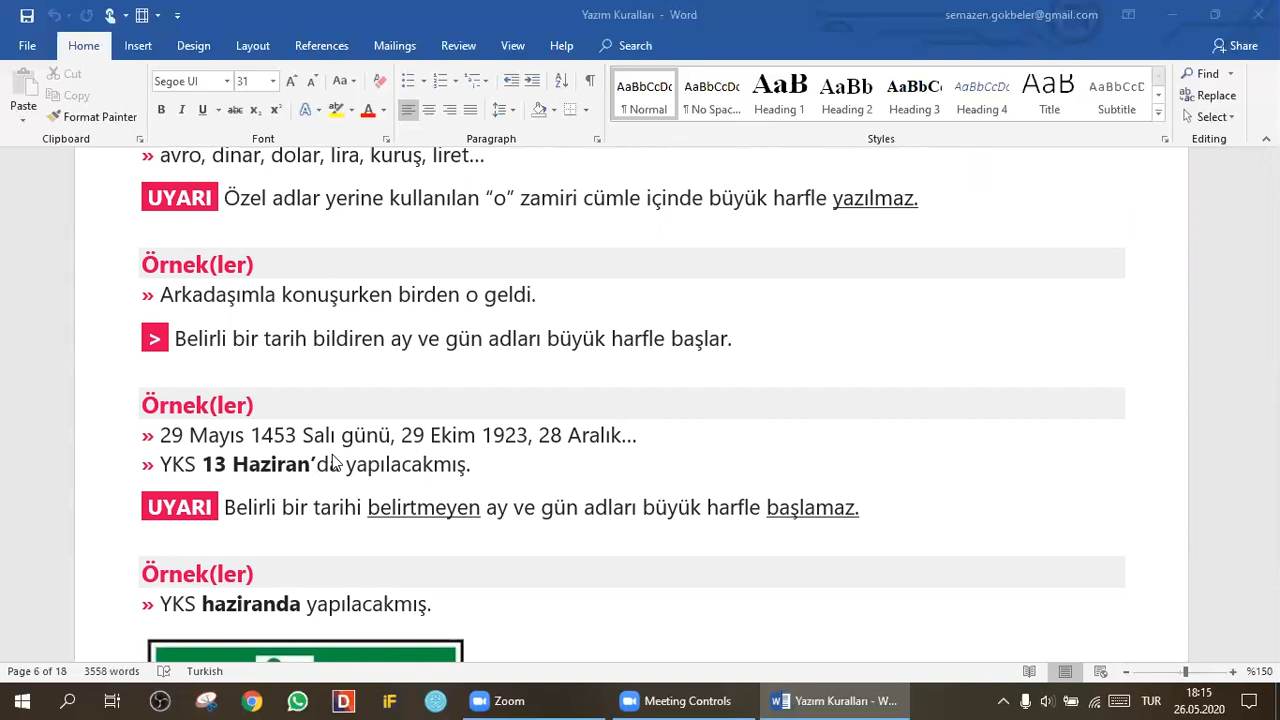 Yazım Kuralları - Word
semazen.gokbeler@gmail.com
File Home Insert Design Layout References Mailings Review View Help Search Share
Paste
Cut
Copy
Format Painter
Clipboard
Segoe UI 31
Font
Paragraph
AaBbCcDc AaBbCcDc AaB AaBb AaBbCc AaBbCcDc AaB AaBbCcD
¶ Normal ¶ No Spac... Heading 1 Heading 2 Heading 3 Heading 4 Title Subtitle
Styles
Find
Replace
Select
Editing
» avro, dinar, dolar, lira, kuruş, liret…
UYARI Özel adlar yerine kullanılan “o” zamiri cümle içinde büyük harfle yazılmaz.
Örnek(ler)
» Arkadaşımla konuşurken birden o geldi.
> Belirli bir tarih bildiren ay ve gün adları büyük harfle başlar.
Örnek(ler)
» 29 Mayıs 1453 Salı günü, 29 Ekim 1923, 28 Aralık…
» YKS 13 Haziran’da yapılacakmış.
UYARI Belirli bir tarihi belirtmeyen ay ve gün adları büyük harfle başlamaz.
Örnek(ler)
» YKS haziranda yapılacakmış.
Page 6 of 18 3558 words Turkish %150
Zoom Meeting Controls Yazım Kuralları - W... TUR 18:15
26.05.2020